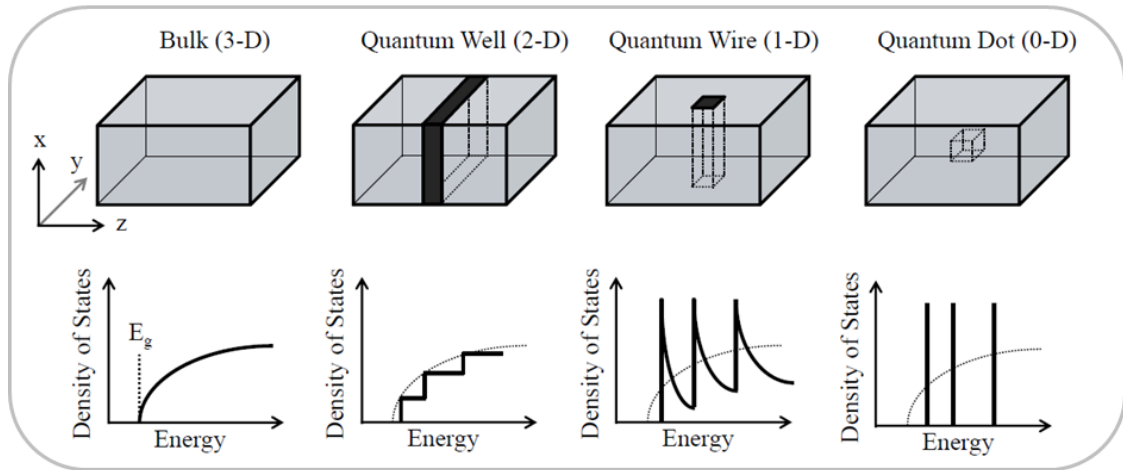 Bulk (3-D)
Quantum Well (2-D)
Quantum Wire (1-D)
Quantum Dot (0-D)
x
y
z
Density of States
Eg
Energy
Density of States
Energy
Density of States
Energy
Density of States
Energy